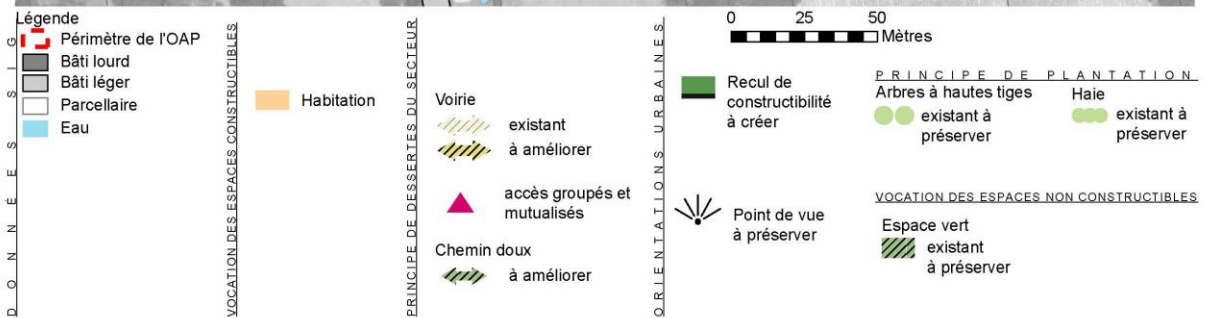 Légende
DONNÉES SIG
Périmètre de l'OAP
Bâti lourd
Bâti léger
Parcellaire
Eau
VOCATION DES ESPACES CONSTRUCTIBLES
Habitation
PRINCIPE DE DESSERTES DU SECTEUR
Voirie
existant
à améliorer
accès groupés et
mutualisés
Chemin doux
à améliorer
ORIENTATIONS URBAINES
0 25 50
Mètres
Recul de
constructibilité
à créer
Point de vue
à préserver
PRINCIPE DE PLANTATION
Arbres à hautes tiges
existant à
préserver
Haie
existant à
préserver
VOCATION DES ESPACES NON CONSTRUCTIBLES
Espace vert
existant
à préserver